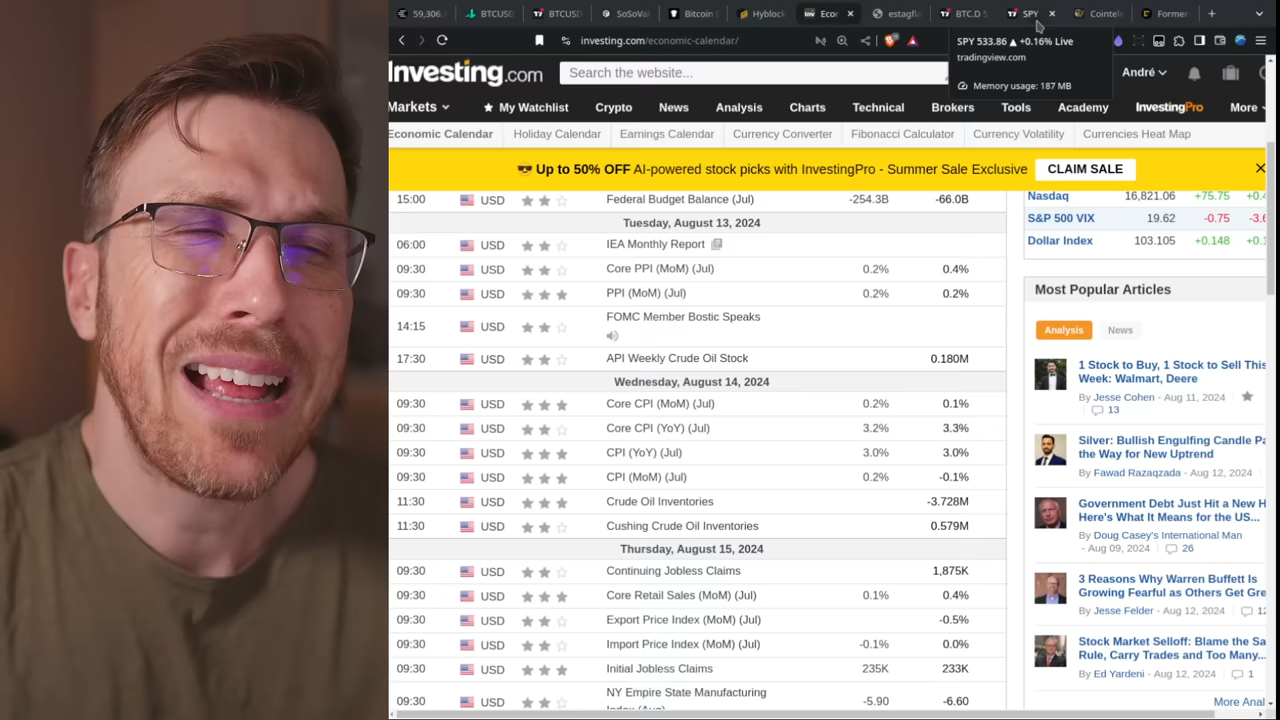 59,306.
BTCUSD
BTCUSD
SoSoVal
Bitcoin
Hyblock
Econ
estagfla
BTC.D 5
SPY
Cointele
Former
investing.com/economic-calendar/
SPY 533.86 ▲ +0.16% Live
tradingview.com
Memory usage: 187 MB
Investing.com
Search the website...
André
Markets
My Watchlist
Crypto
News
Analysis
Charts
Technical
Brokers
Tools
Academy
InvestingPro
More
Economic Calendar
Holiday Calendar
Earnings Calendar
Currency Converter
Fibonacci Calculator
Currency Volatility
Currencies Heat Map
Up to 50% OFF AI-powered stock picks with InvestingPro - Summer Sale Exclusive
CLAIM SALE
15:00 USD Federal Budget Balance (Jul) -254.3B -66.0B
Tuesday, August 13, 2024
06:00 USD IEA Monthly Report
09:30 USD Core PPI (MoM) (Jul) 0.2% 0.4%
09:30 USD PPI (MoM) (Jul) 0.2% 0.2%
14:15 USD FOMC Member Bostic Speaks
17:30 USD API Weekly Crude Oil Stock 0.180M
Wednesday, August 14, 2024
09:30 USD Core CPI (MoM) (Jul) 0.2% 0.1%
09:30 USD Core CPI (YoY) (Jul) 3.2% 3.3%
09:30 USD CPI (YoY) (Jul) 3.0% 3.0%
09:30 USD CPI (MoM) (Jul) 0.2% -0.1%
11:30 USD Crude Oil Inventories -3.728M
11:30 USD Cushing Crude Oil Inventories 0.579M
Thursday, August 15, 2024
09:30 USD Continuing Jobless Claims 1,875K
09:30 USD Core Retail Sales (MoM) (Jul) 0.1% 0.4%
09:30 USD Export Price Index (MoM) (Jul) -0.5%
09:30 USD Import Price Index (MoM) (Jul) -0.1% 0.0%
09:30 USD Initial Jobless Claims 235K 233K
09:30 USD NY Empire State Manufacturing -5.90 -6.60
Index (Aug)
Nasdaq 16,821.06 +75.75 +0.4
S&P 500 VIX 19.62 -0.75 -3.6
Dollar Index 103.105 +0.148 +0.1
Most Popular Articles
Analysis
News
1 Stock to Buy, 1 Stock to Sell This
Week: Walmart, Deere
By Jesse Cohen - Aug 11, 2024
13
Silver: Bullish Engulfing Candle Pa
the Way for New Uptrend
By Fawad Razaqzada - Aug 12, 2024
Government Debt Just Hit a New H
Here's What It Means for the US...
By Doug Casey's International Man
- Aug 09, 2024 26
3 Reasons Why Warren Buffett Is
Growing Fearful as Others Get Gre
By Jesse Felder - Aug 12, 2024 12
Stock Market Selloff: Blame the Sa
Rule, Carry Trades and Too Many...
By Ed Yardeni - Aug 12, 2024 1
More Anal